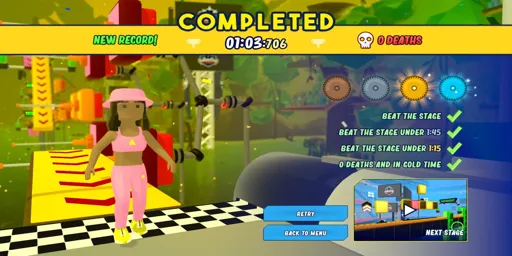 COMPLETED
NEW RECORD!
01:03:706
0 DEATHS
BEAT THE STAGE
BEAT THE STAGE UNDER 1:45
BEAT THE STAGE UNDER 1:15
0 DEATHS AND IN GOLD TIME
RETRY
BACK TO MENU
NEXT STAGE